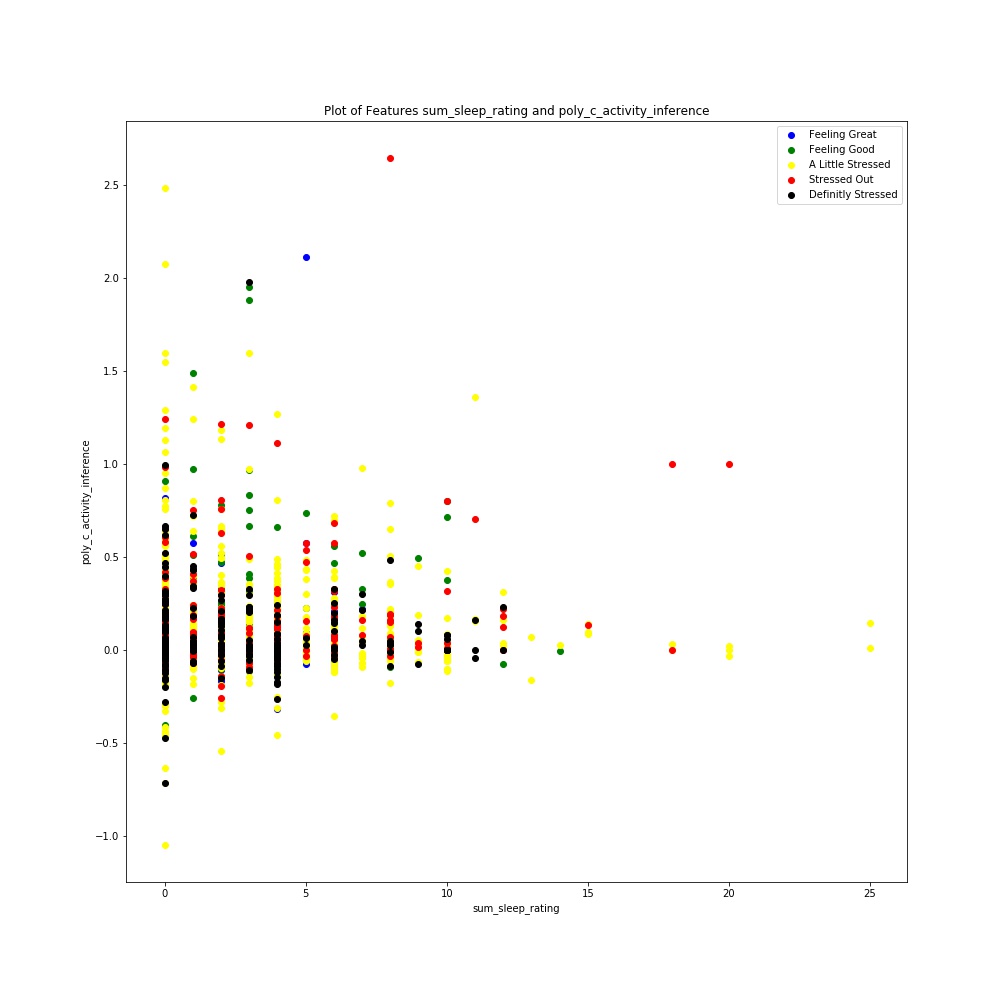 Plot of Features sum_sleep_rating and poly_c_activity_inference
Feeling Great
Feeling Good
A Little Stressed
Stressed Out
Definitly Stressed
2.5
2.0
1.5
1.0
0.5
0.0
−0.5
−1.0
poly_c_activity_inference
0 5 10 15 20 25
sum_sleep_rating